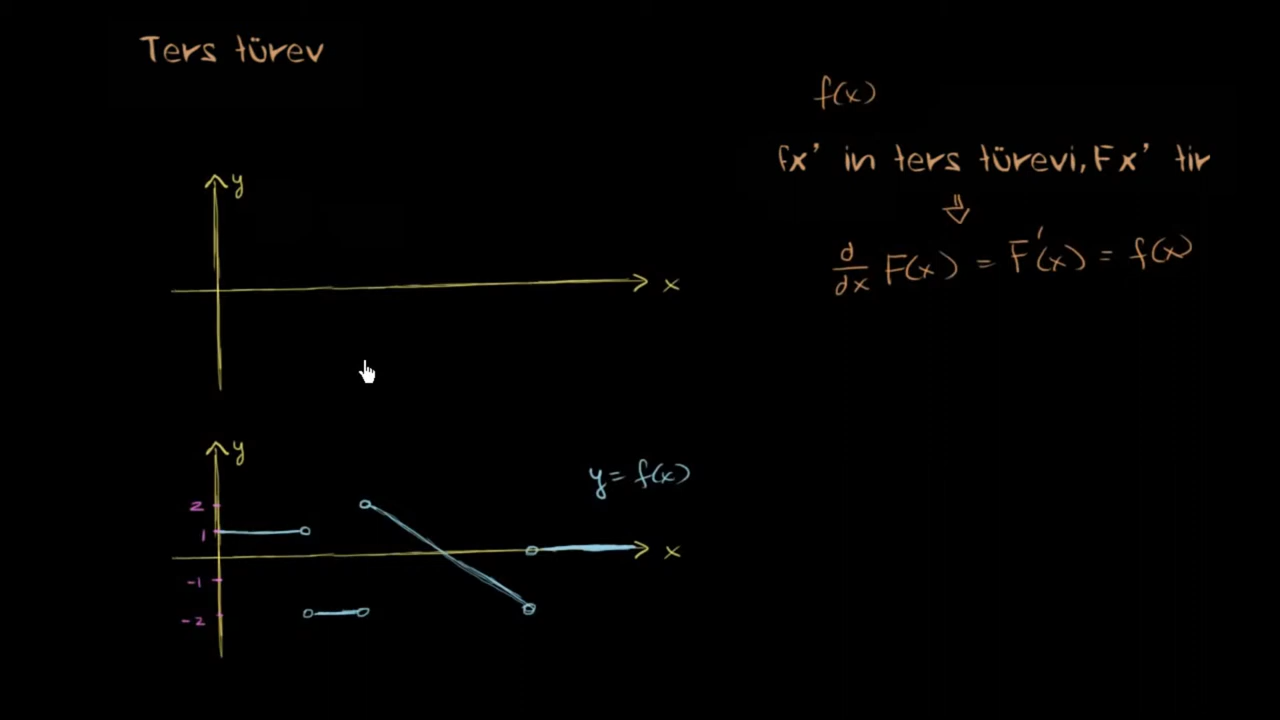 Ters türev
f(x)
fx' in ters türevi, Fx' tir
⇓
d/dx F(x) = F'(x) = f(x)
y
x
y
y = f(x)
2
1
x
-1
-2